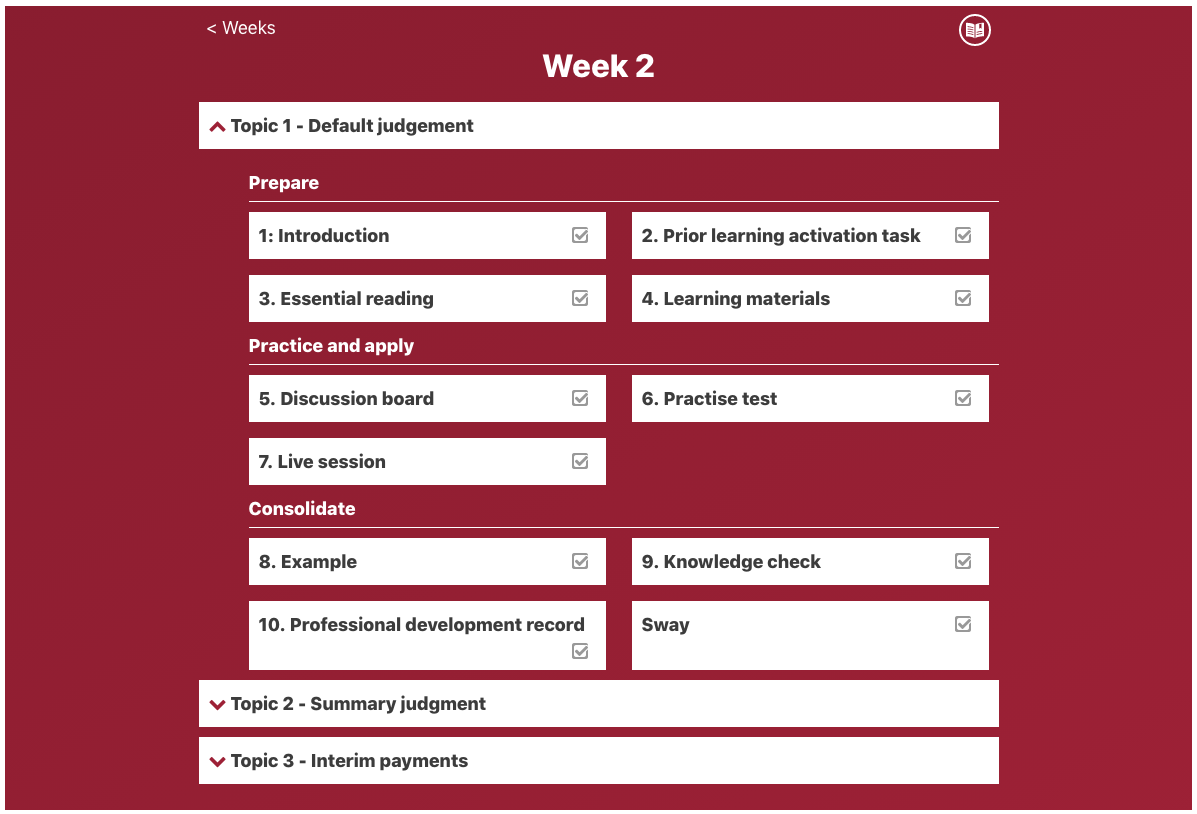 < Weeks
Week 2
Topic 1 - Default judgement
Prepare
1: Introduction
2. Prior learning activation task
3. Essential reading
4. Learning materials
Practice and apply
5. Discussion board
6. Practise test
7. Live session
Consolidate
8. Example
9. Knowledge check
10. Professional development record
Sway
Topic 2 - Summary judgment
Topic 3 - Interim payments